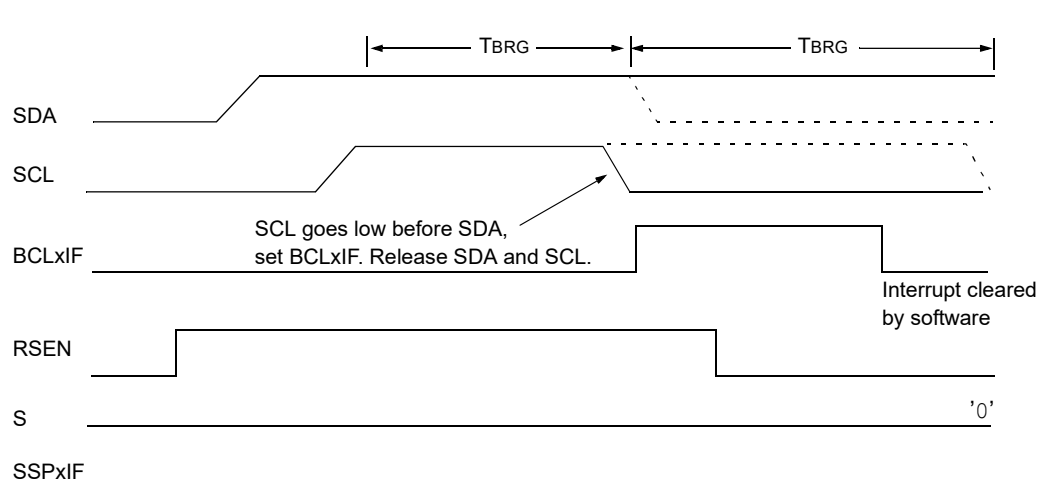 TBRG TBRG
SDA
SCL
SCL goes low before SDA,
set BCLxIF. Release SDA and SCL.
BCLxIF
Interrupt cleared
by software
RSEN
S
'0'
SSPxIF